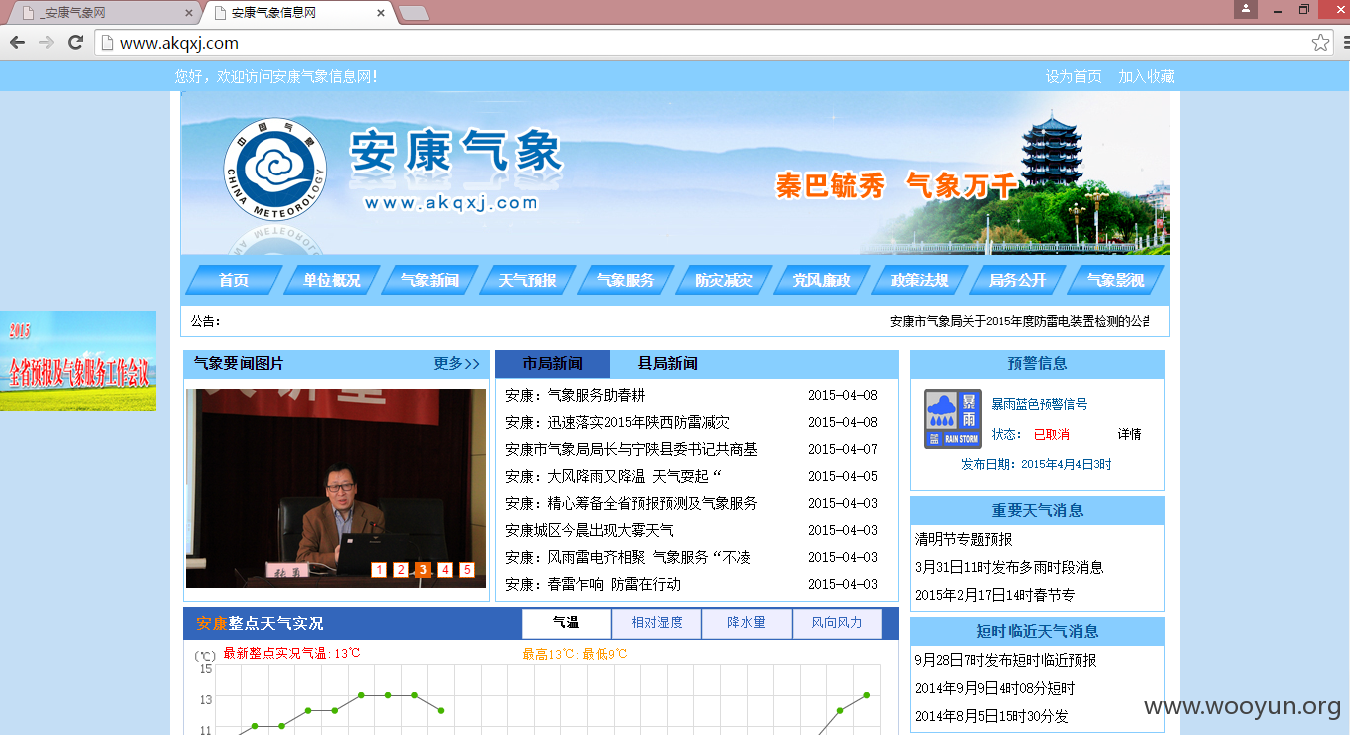 _安康气象网
安康气象信息网
www.akqxj.com
您好，欢迎访问安康气象信息网！
设为首页 加入收藏
中国气象
CHINA METEOROLOGY
安康气象
www.akqxj.com
秦巴毓秀 气象万千
首页 单位概况 气象新闻 天气预报 气象服务 防灾减灾 党风廉政 政策法规 局务公开 气象影视
公告：
安康市气象局关于2015年度防雷电装置检测的公告
2015
全省预报及气象服务工作会议
气象要闻图片 更多>>
1 2 3 4 5
市局新闻 县局新闻
安康：气象服务助春耕 2015-04-08
安康：迅速落实2015年陕西防雷减灾 2015-04-08
安康市气象局局长与宁陕县委书记共商基 2015-04-07
安康：大风降雨又降温 天气耍起“ 2015-04-05
安康：精心筹备全省预报预测及气象服务 2015-04-03
安康城区今晨出现大雾天气 2015-04-03
安康：风雨雷电齐相聚 气象服务“不凌 2015-04-03
安康：春雷乍响 防雷在行动 2015-04-03
预警信息
暴雨
蓝 RAIN STORM
暴雨蓝色预警信号
状态： 已取消 详情
发布日期：2015年4月4日3时
重要天气消息
清明节专题预报
3月31日11时发布多雨时段消息
2015年2月17日14时春节专
短时临近天气消息
9月28日7时发布短时临近预报
2014年9月9日4时08分短时
2014年8月5日15时30分发
安康整点天气实况
气温 相对湿度 降水量 风向风力
(℃) 最新整点实况气温：13℃ 最高13℃：最低9℃
15
13
11
www.wooyun.org